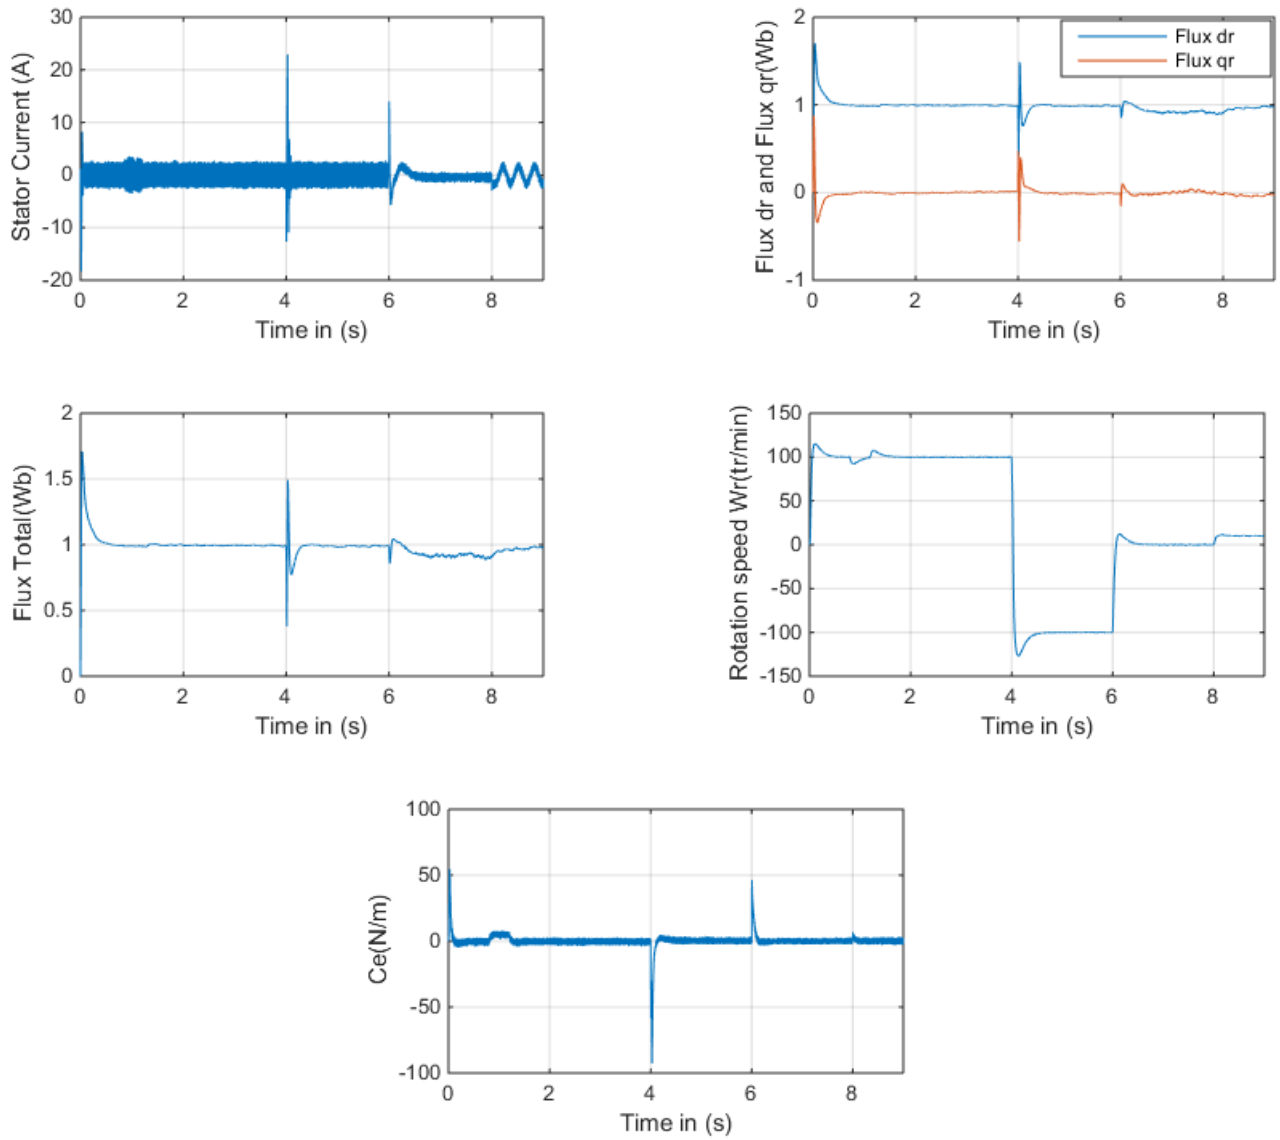 Stator Current (A)
30
20
10
0
-10
-20
0 2 4 6 8
Time in (s)
Flux dr and Flux qr(Wb)
2
1
0
-1
Flux dr
Flux qr
0 2 4 6 8
Time in (s)
Flux Total(Wb)
2
1.5
1
0.5
0
0 2 4 6 8
Time in (s)
Rotation speed Wr(tr/min)
150
100
50
0
-50
-100
-150
0 2 4 6 8
Time in (s)
Ce(N/m)
100
50
0
-50
-100
0 2 4 6 8
Time in (s)